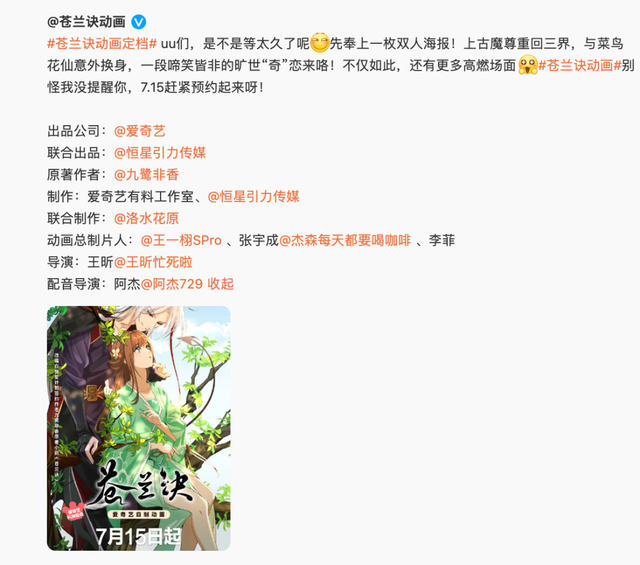 @苍兰诀动画
#苍兰诀动画定档# uu们，是不是等太久了呢😊先奉上一枚双人海报！上古魔尊重回三界，与菜鸟
花仙意外换身，一段啼笑皆非的旷世“奇”恋来咯！不仅如此，还有更多高燃场面🤗#苍兰诀动画#别
怪我没提醒你，7.15赶紧预约起来呀！
出品公司：@爱奇艺
联合出品：@恒星引力传媒
原著作者：@九鹭非香
制作：爱奇艺有料工作室、@恒星引力传媒
联合制作：@洛水花原
动画总制片人：@王一栩SPro 、张宇成@杰森每天都要喝咖啡 、李菲
导演：王昕@王昕忙死啦
配音导演：阿杰@阿杰729 收起
苍兰诀
爱奇艺自制动画
7月15日起